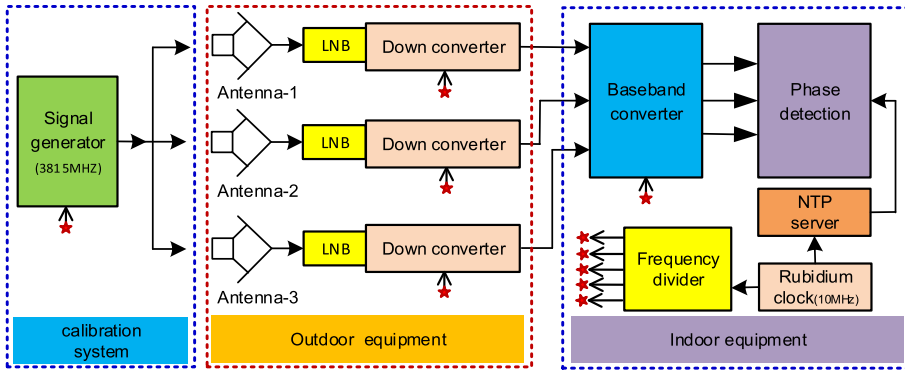 Signal
generator
(3815MHZ)
calibration
system
Antenna-1
LNB
Down converter
Antenna-2
LNB
Down converter
Antenna-3
LNB
Down converter
Outdoor equipment
Baseband
converter
Phase
detection
NTP
server
Frequency
divider
Rubidium
clock(10MHz)
Indoor equipment